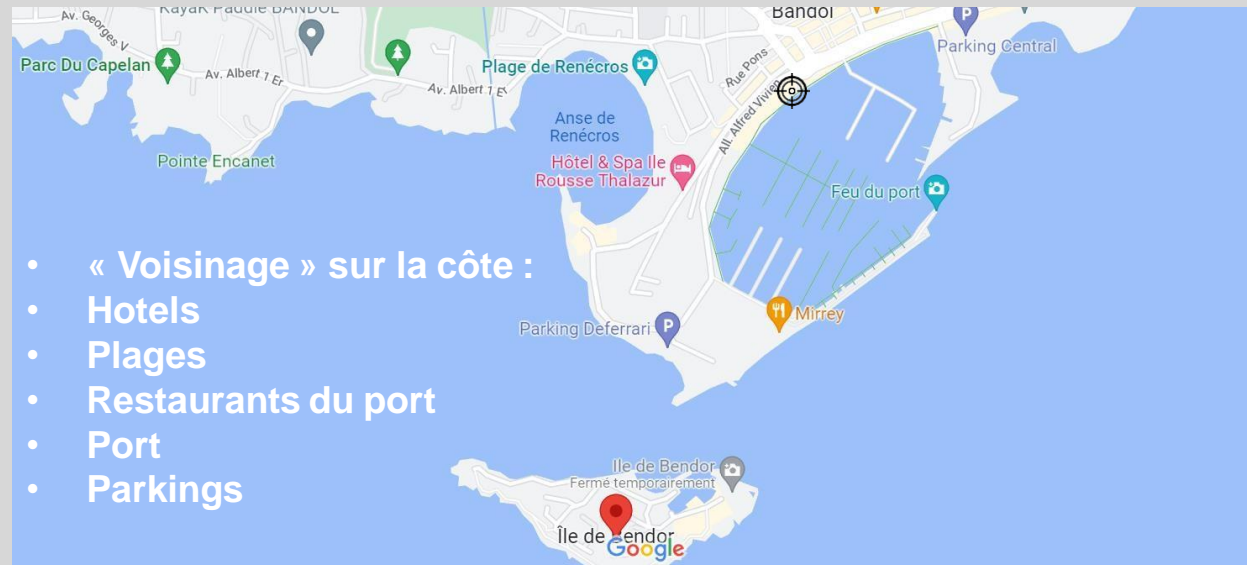 KayaK Paddle BANDOL
Bandol
Av. Georges V
Parking Central
Parc Du Capelan
Av. Albert 1 Er
Plage de Renécros
Rue Pons
Av. Albert 1 Er
All. Alfred Vivien
Anse de
Renécros
Pointe Encanet
Hôtel & Spa Ile
Rousse Thalazur
Feu du port
• « Voisinage » sur la côte :
• Hotels
• Plages
• Restaurants du port
• Port
• Parkings
Mirrey
Parking Deferrari
P
P
Ile de Bendor
Fermé temporairement
Île de Bendor
Google